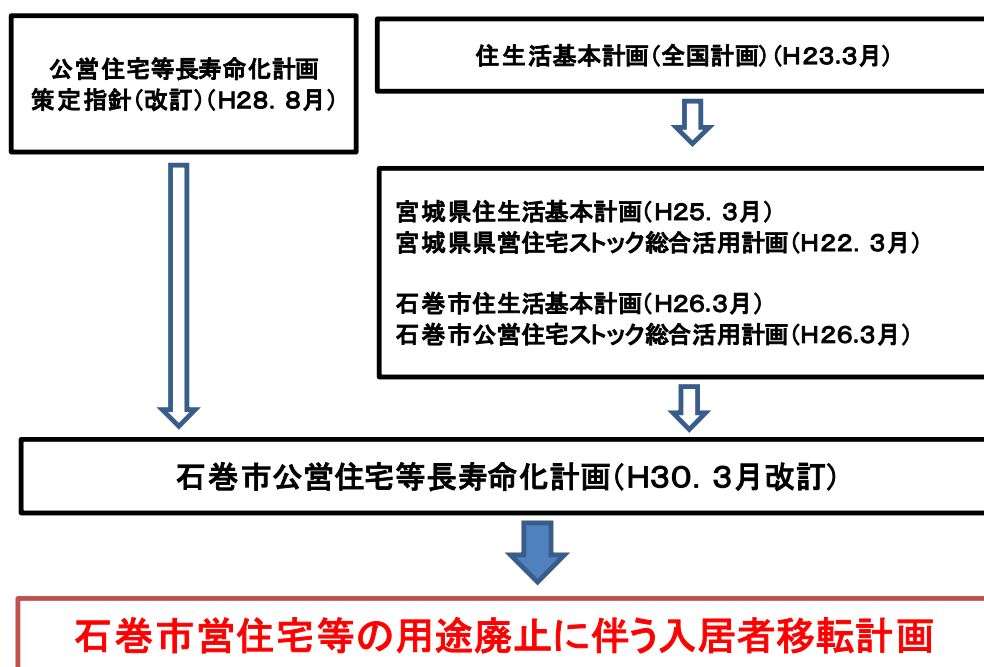 公営住宅等長寿命化計画
策定指針(改訂)(H28. 8月)
住生活基本計画(全国計画)(H23.3月)
宮城県住生活基本計画(H25. 3月)
宮城県県営住宅ストック総合活用計画(H22. 3月)
石巻市住生活基本計画(H26.3月)
石巻市公営住宅ストック総合活用計画(H26.3月)
石巻市公営住宅等長寿命化計画(H30. 3月改訂)
石巻市営住宅等の用途廃止に伴う入居者移転計画